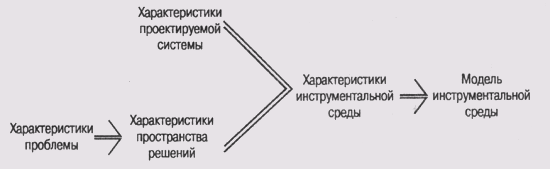 Характеристики
проектируемой
системы
Характеристики
инструментальной
среды
Модель
инструментальной
среды
Характеристики
проблемы
Характеристики
пространства
решений